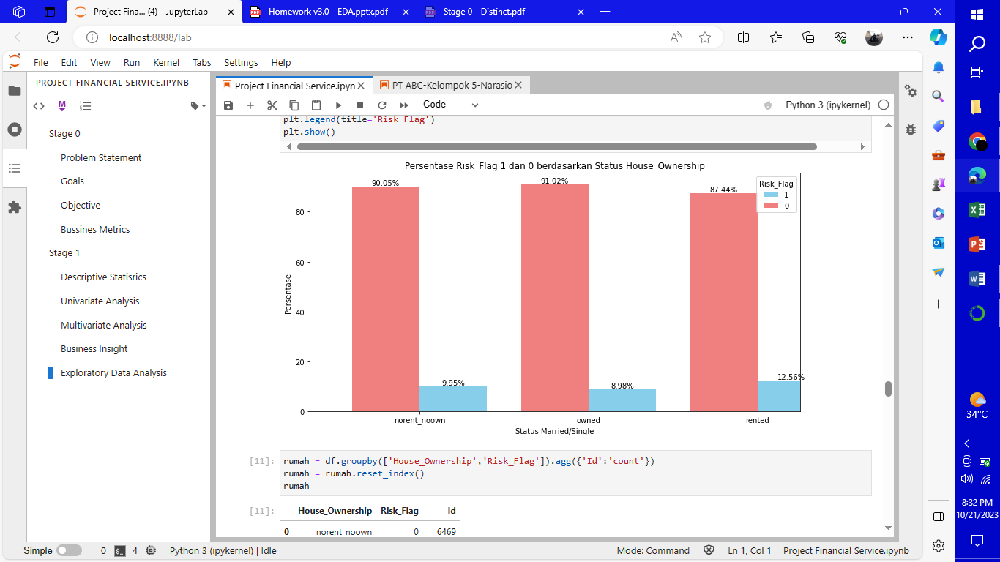 Project Fina... (4) - JupyterLab
Homework v3.0 - EDA.pptx.pdf
Stage 0 - Distinct.pdf
localhost:8888/lab
File Edit View Run Kernel Tabs Settings Help
PROJECT FINANCIAL SERVICE.IPYNB
Stage 0
Problem Statement
Goals
Objective
Bussines Metrics
Stage 1
Descriptive Statisrics
Univariate Analysis
Multivariate Analysis
Business Insight
Exploratory Data Analysis
Project Financial Service.ipyn
PT ABC-Kelompok 5-Narasio
Code
Python 3 (ipykernel)
plt.legend(title='Risk_Flag')
plt.show()
Persentase Risk_Flag 1 dan 0 berdasarkan Status House_Ownership
Risk_Flag
1
0
90.05%
91.02%
87.44%
9.95%
8.98%
12.56%
80
60
40
20
0
Persentase
norent_noown owned rented
Status Married/Single
[11]:
rumah = df.groupby(['House_Ownership','Risk_Flag']).agg({'Id':'count'})
rumah = rumah.reset_index()
rumah
[11]:
House_Ownership Risk_Flag Id
0 norent_noown 0 6469
Simple 0 4 Python 3 (ipykernel) | Idle
Mode: Command Ln 1, Col 1 Project Financial Service.ipynb
34°C
8:32 PM
10/21/2023